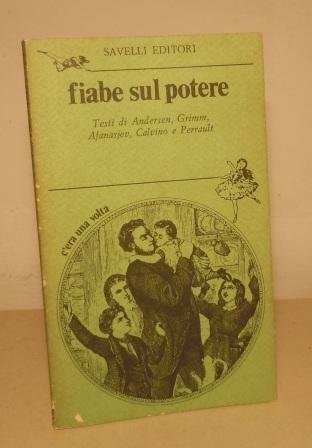 SAVELLI EDITORI
fiabe sul potere
Testi di Andersen, Grimm,
Afanasjev, Calvino e Perrault
c'era una volta